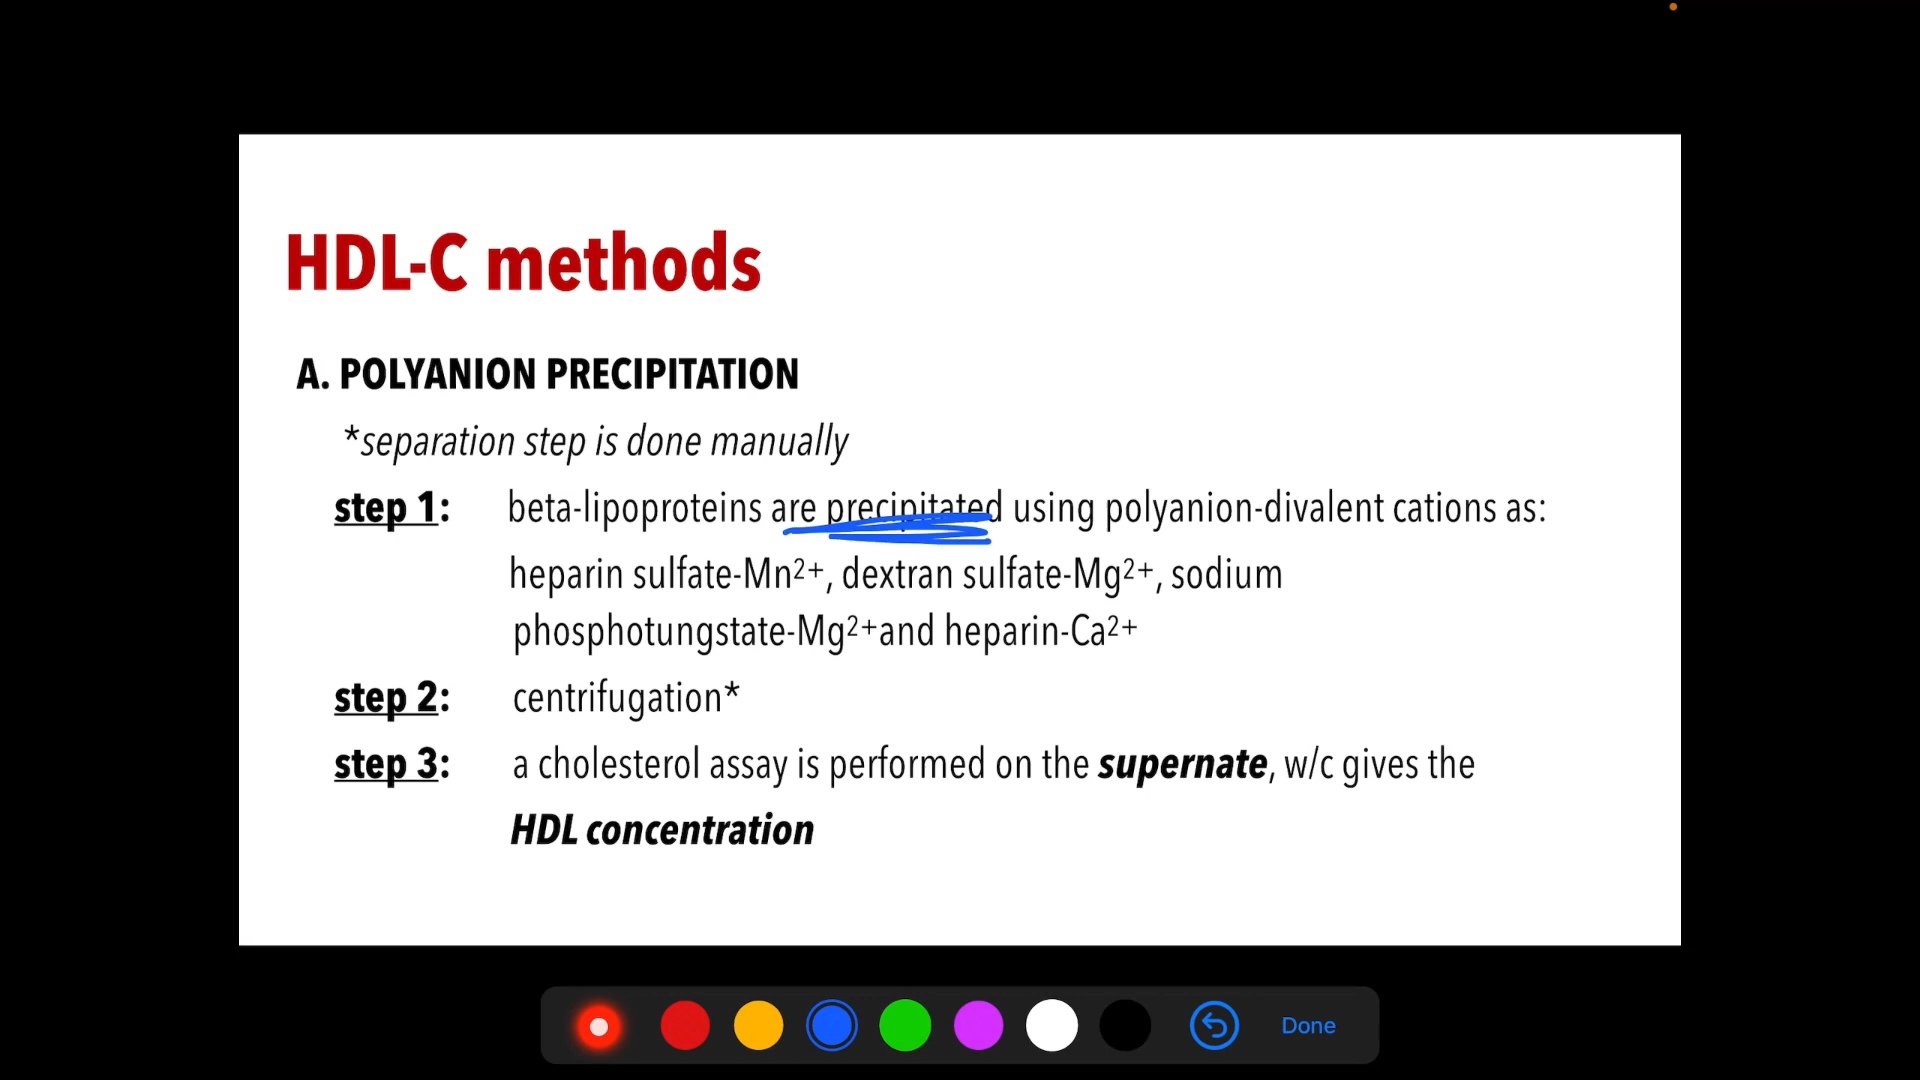 HDL-C methods
A. POLYANION PRECIPITATION
*separation step is done manually
step 1: beta-lipoproteins are precipitated using polyanion-divalent cations as:
heparin sulfate-Mn2+, dextran sulfate-Mg2+, sodium
phosphotungstate-Mg2+and heparin-Ca2+
step 2: centrifugation*
step 3: a cholesterol assay is performed on the supernate, w/c gives the
HDL concentration
Done